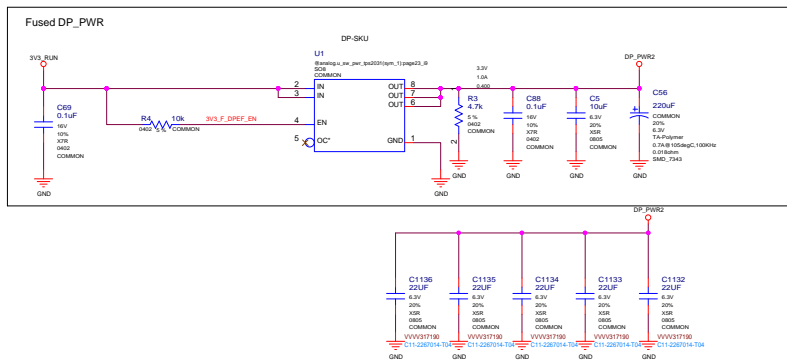 Fused DP_PWR
DP-SKU
U1
@analog.u_sw_pwr_tps2031(sym_1):page23_@
SO8
COMMON
3V3_RUN
2 IN
3 IN
4 EN
5 OC*
OUT 8
OUT 7
OUT 6
GND 1
C69
0.1uF
16V
10%
X7R
0402
COMMON
GND
R4 10k
0402 5% COMMON
3V3_F_DPEF_EN
GND
3.3V
1.0A
0.400
R3
4.7k
5 %
0402
COMMON
2
GND
C88
0.1uF
16V
10%
X7R
0402
COMMON
GND
C5
10uF
6.3V
20%
X5R
0805
COMMON
GND
DP_PWR2
C56
220uF
COMMON
20%
6.3V
TA-Polymer
0.7A@105degC,100KHz
0.018ohm
SMD_7343
GND
DP_PWR2
C1136
22UF
6.3V
20%
X5R
0805
COMMON
VVVV317190
C11-2267014-T04
GND
C1135
22UF
6.3V
20%
X5R
0805
COMMON
VVVV317190
C11-2267014-T04
GND
C1134
22UF
6.3V
20%
X5R
0805
COMMON
VVVV317190
C11-2267014-T04
GND
C1133
22UF
6.3V
20%
X5R
0805
COMMON
VVVV317190
C11-2267014-T04
GND
C1132
22UF
6.3V
20%
X5R
0805
COMMON
VVVV317190
C11-2267014-T04
GND